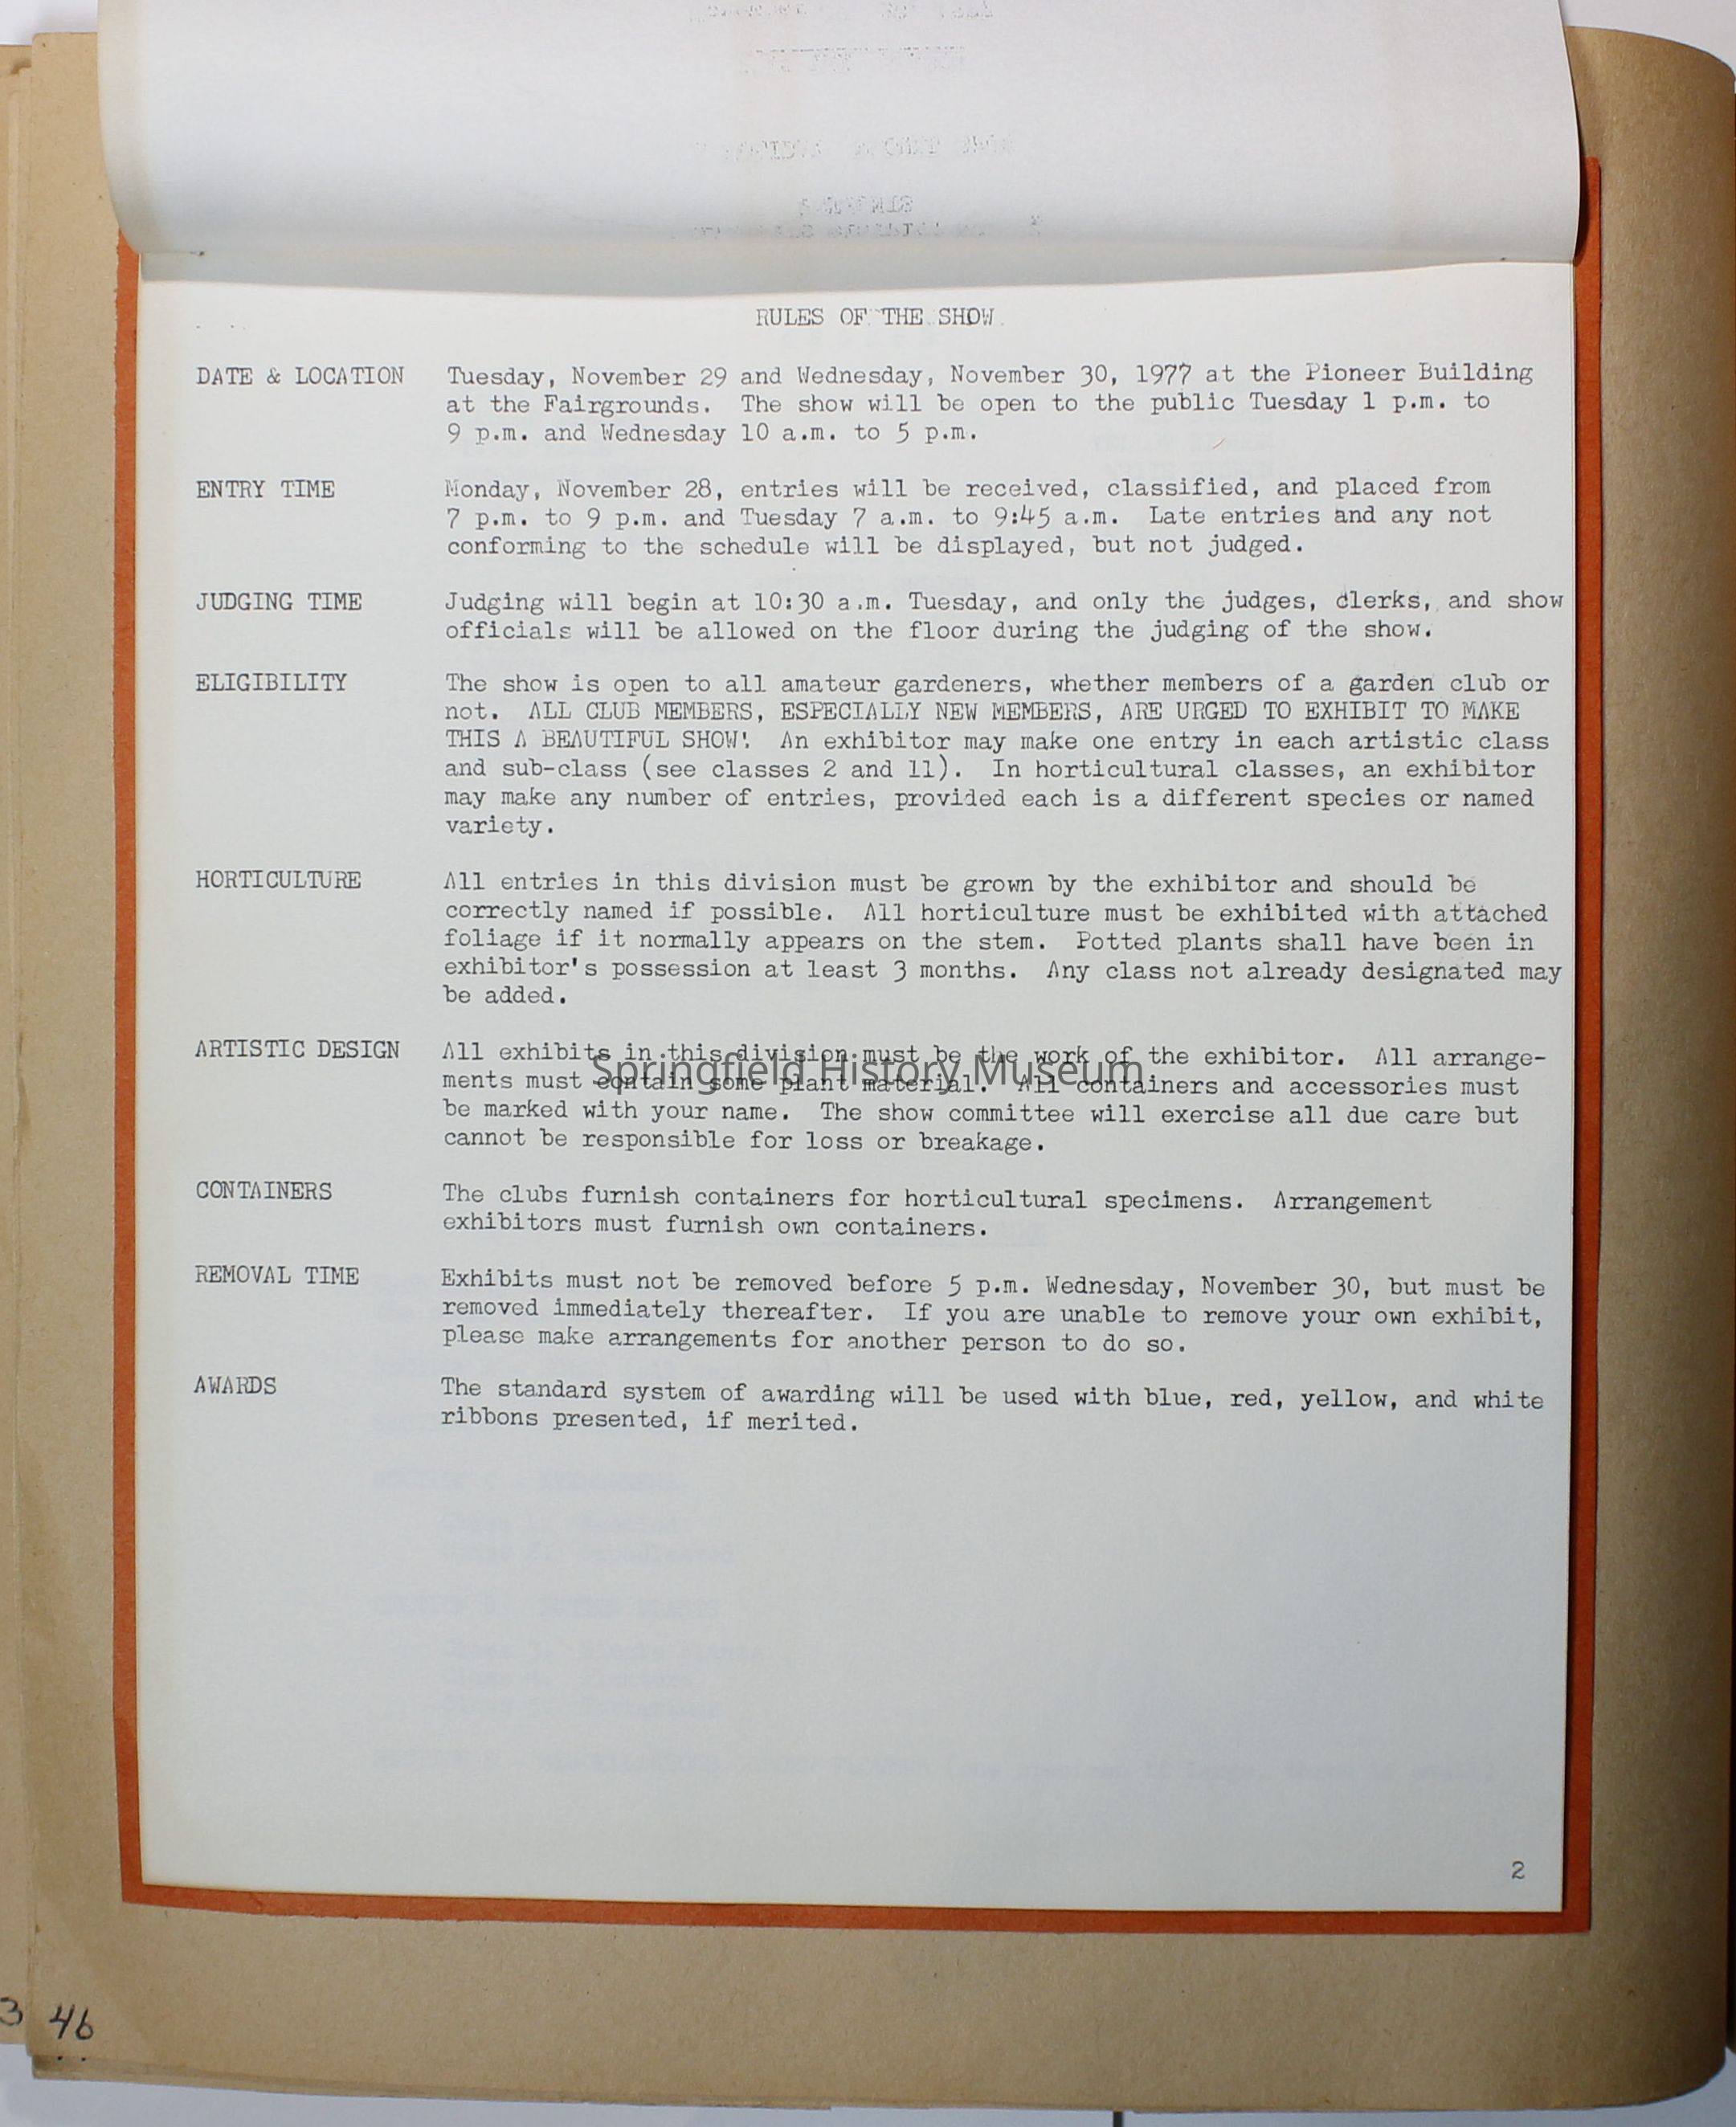 RULES OF THE SHOW
DATE & LOCATION Tuesday, November 29 and Wednesday, November 30, 1977 at the Pioneer Building
at the Fairgrounds. The show will be open to the public Tuesday 1 p.m. to
9 p.m. and Wednesday 10 a.m. to 5 p.m.
ENTRY TIME Monday, November 28, entries will be received, classified, and placed from
7 p.m. to 9 p.m. and Tuesday 7 a.m. to 9:45 a.m. Late entries and any not
conforming to the schedule will be displayed, but not judged.
JUDGING TIME Judging will begin at 10:30 a.m. Tuesday, and only the judges, clerks, and show
officials will be allowed on the floor during the judging of the show.
ELIGIBILITY The show is open to all amateur gardeners, whether members of a garden club or
not. ALL CLUB MEMBERS, ESPECIALLY NEW MEMBERS, ARE URGED TO EXHIBIT TO MAKE
THIS A BEAUTIFUL SHOW! An exhibitor may make one entry in each artistic class
and sub-class (see classes 2 and 11). In horticultural classes, an exhibitor
may make any number of entries, provided each is a different species or named
variety.
HORTICULTURE All entries in this division must be grown by the exhibitor and should be
correctly named if possible. All horticulture must be exhibited with attached
foliage if it normally appears on the stem. Potted plants shall have been in
exhibitor's possession at least 3 months. Any class not already designated may
be added.
ARTISTIC DESIGN All exhibits in this division must be the work of the exhibitor. All arrange-
Springfield History Museum
ments must contain some plant material. All containers and accessories must
be marked with your name. The show committee will exercise all due care but
cannot be responsible for loss or breakage.
CONTAINERS The clubs furnish containers for horticultural specimens. Arrangement
exhibitors must furnish own containers.
REMOVAL TIME Exhibits must not be removed before 5 p.m. Wednesday, November 30, but must be
removed immediately thereafter. If you are unable to remove your own exhibit,
please make arrangements for another person to do so.
AWARDS The standard system of awarding will be used with blue, red, yellow, and white
ribbons presented, if merited.
2
3 46